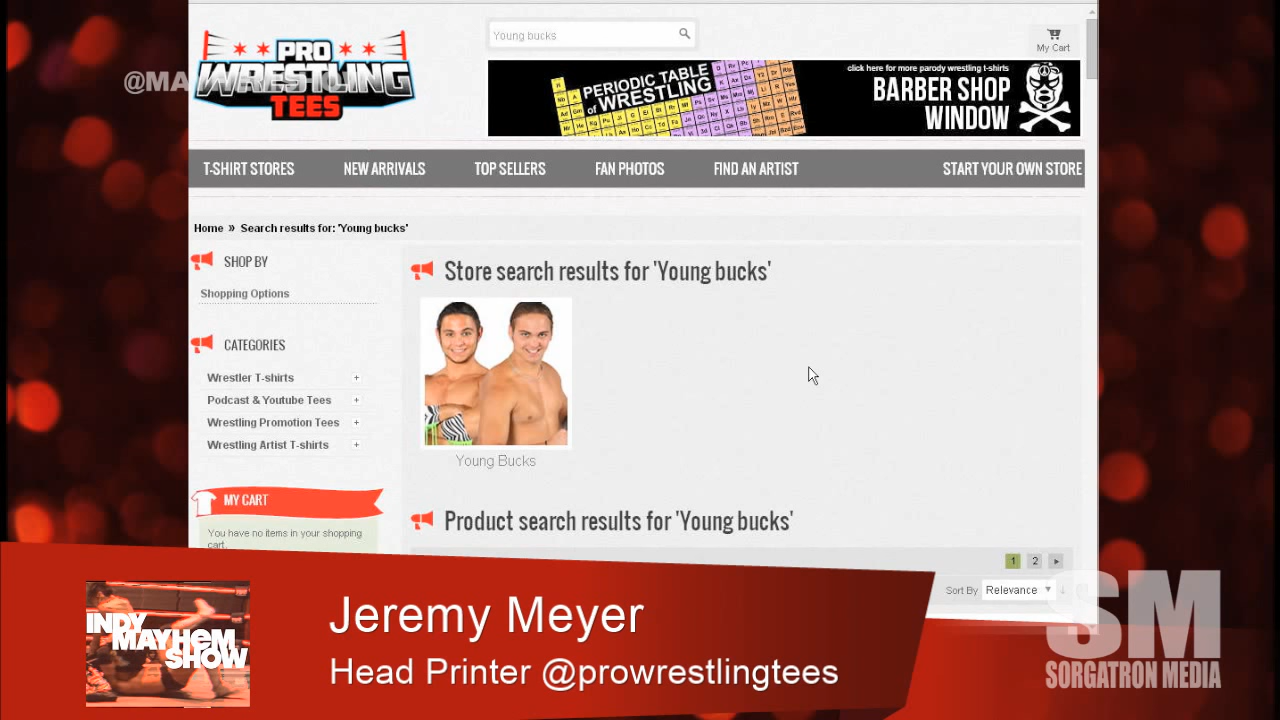 Young bucks
My Cart
@MA
PRO
WRESTLING
TEES
PERIODIC TABLE
of WRESTLING
click here for more parody wrestling t-shirts
BARBER SHOP
WINDOW
T-SHIRT STORES NEW ARRIVALS TOP SELLERS FAN PHOTOS FIND AN ARTIST START YOUR OWN STORE
Home » Search results for: 'Young bucks'
SHOP BY
Shopping Options
CATEGORIES
Wrestler T-shirts +
Podcast & Youtube Tees +
Wrestling Promotion Tees +
Wrestling Artist T-shirts +
MY CART
You have no items in your shopping
cart.
Store search results for 'Young bucks'
Young Bucks
Product search results for 'Young bucks'
1 2
Sort By Relevance
INDY
MAYHEM
SHOW
Jeremy Meyer
Head Printer @prowrestlingtees
SM
SORGATRON MEDIA